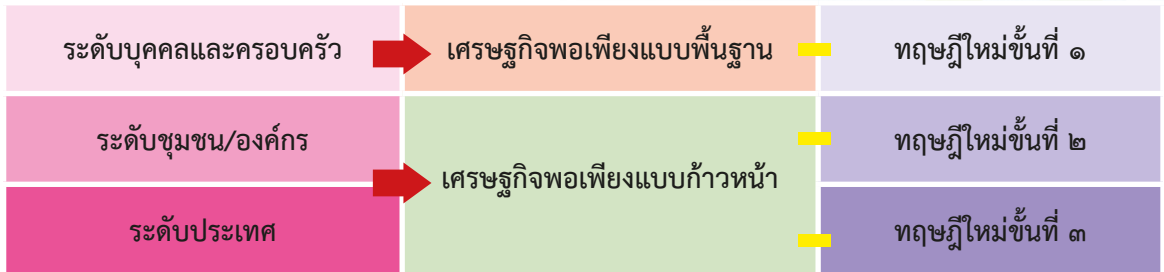 ระดับบุคคลและครอบครัว
เศรษฐกิจพอเพียงแบบพื้นฐาน
ทฤษฎีใหม่ขั้นที่ ๑
ระดับชุมชน/องค์กร
เศรษฐกิจพอเพียงแบบก้าวหน้า
ทฤษฎีใหม่ขั้นที่ ๒
ระดับประเทศ
ทฤษฎีใหม่ขั้นที่ ๓